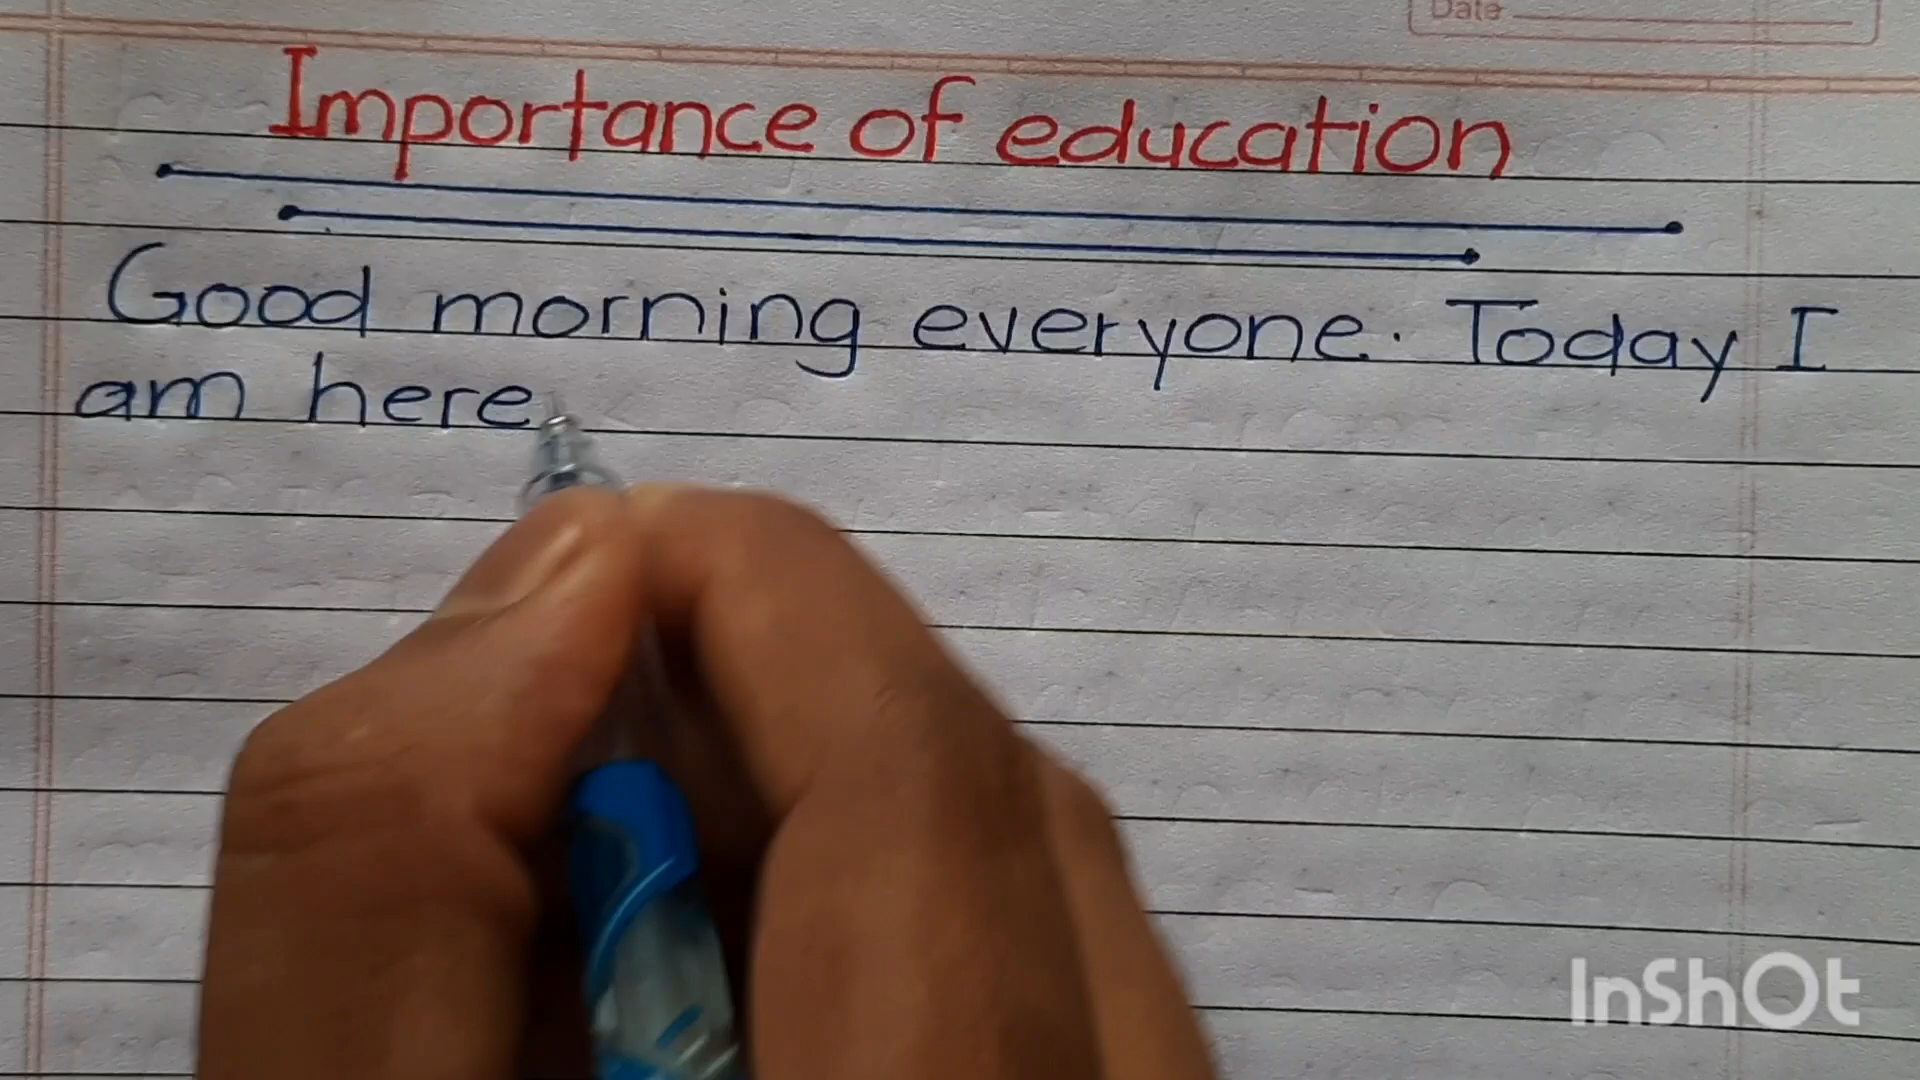 Date
Importance of education
Good morning everyone. Today I
am here
InShOt